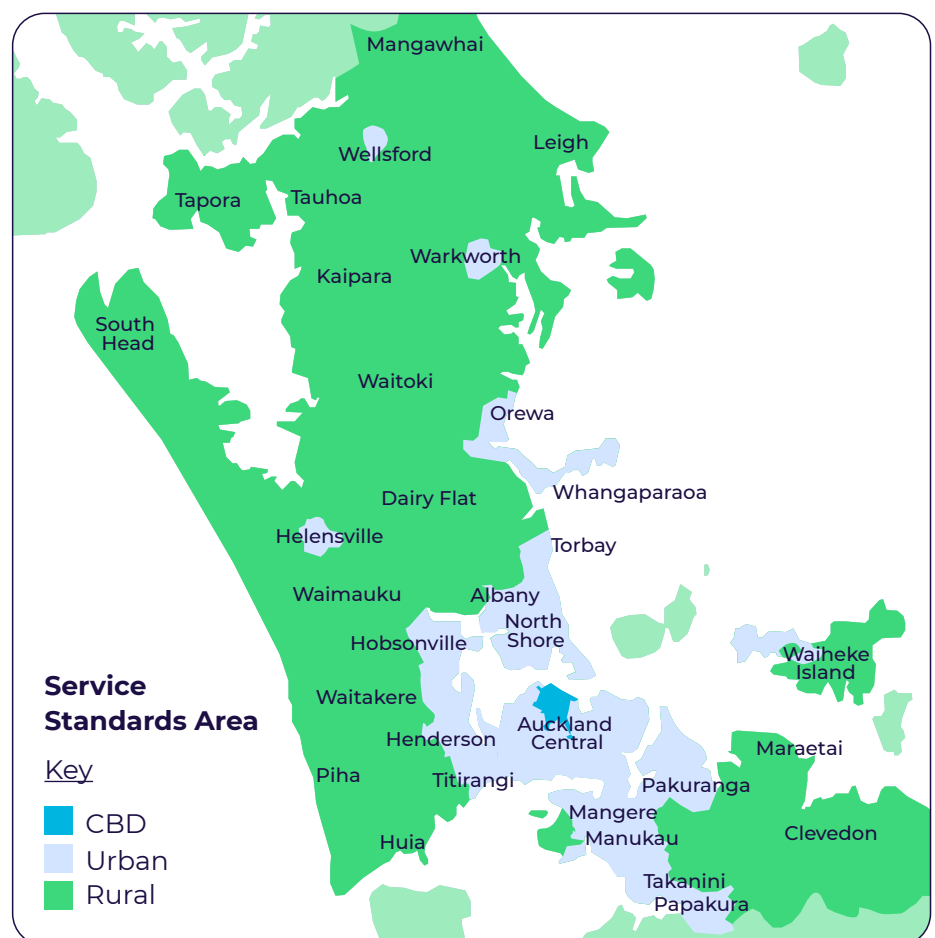 Mangawhai
Leigh
Wellsford
Tapora
Tauhoa
Warkworth
Kaipara
South
Head
Waitoki
Orewa
Whangaparaoa
Dairy Flat
Helensville
Torbay
Waimauku
Albany
North
Shore
Hobsonville
Waiheke
Island
Service
Standards Area
Key
CBD
Urban
Rural
Waitakere
Auckland
Central
Henderson
Maraetai
Piha
Titirangi
Pakuranga
Mangere
Manukau
Clevedon
Huia
Takanini
Papakura